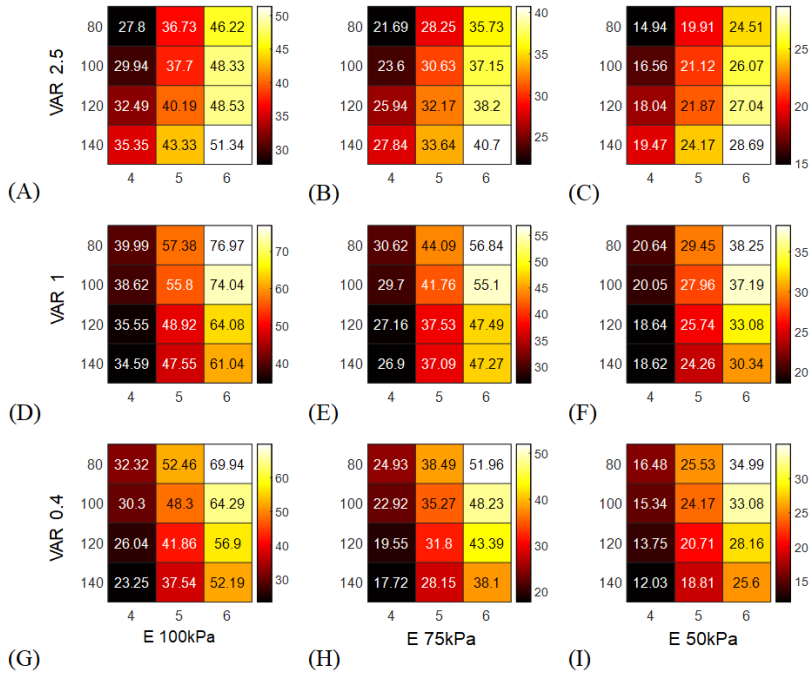 80 27.8 36.73 46.22 50
100 29.94 37.7 48.33 45
120 32.49 40.19 48.53 40
140 35.35 43.33 51.34 35
30
4 5 6
VAR 2.5
(A)
80 21.69 28.25 35.73 40
100 23.6 30.63 37.15 35
120 25.94 32.17 38.2 30
140 27.84 33.64 40.7 25
4 5 6
(B)
80 14.94 19.91 24.51
100 16.56 21.12 26.07 25
120 18.04 21.87 27.04 20
140 19.47 24.17 28.69 15
4 5 6
(C)
80 39.99 57.38 76.97 70
100 38.62 55.8 74.04 60
120 35.55 48.92 64.08 50
140 34.59 47.55 61.04 40
4 5 6
VAR 1
(D)
80 30.62 44.09 56.84 55
100 29.7 41.76 55.1 50
45
120 27.16 37.53 47.49 40
35
140 26.9 37.09 47.27 30
4 5 6
(E)
80 20.64 29.45 38.25 35
100 20.05 27.96 37.19 30
120 18.64 25.74 33.08 25
140 18.62 24.26 30.34 20
4 5 6
(F)
80 32.32 52.46 69.94 60
100 30.3 48.3 64.29 50
120 26.04 41.86 56.9 40
140 23.25 37.54 52.19 30
4 5 6
VAR 0.4
E 100kPa
(G)
80 24.93 38.49 51.96 50
100 22.92 35.27 48.23 40
120 19.55 31.8 43.39 30
140 17.72 28.15 38.1 20
4 5 6
E 75kPa
(H)
80 16.48 25.53 34.99 30
100 15.34 24.17 33.08 25
120 13.75 20.71 28.16 20
140 12.03 18.81 25.6 15
4 5 6
E 50kPa
(I)